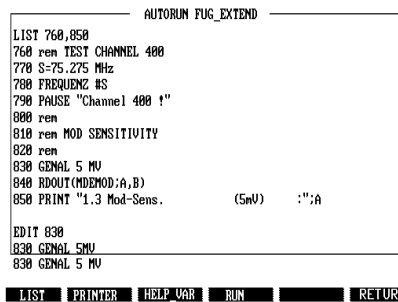 AUTORUN FUG_EXTEND
LIST 760,850
760 rem TEST CHANNEL 400
770 S=75.275 MHz
780 FREQUENZ #S
790 PAUSE "Channel 400 !"
800 rem
810 rem MOD SENSITIVITY
820 rem
830 GENAL 5 MV
840 RDOUT(MDEMOD;A,B)
850 PRINT "1.3 Mod-Sens. (5mV) :";A
EDIT 830
830 GENAL 5MV
830 GENAL 5 MV
LIST PRINTER HELP_VAR RUN RETUR